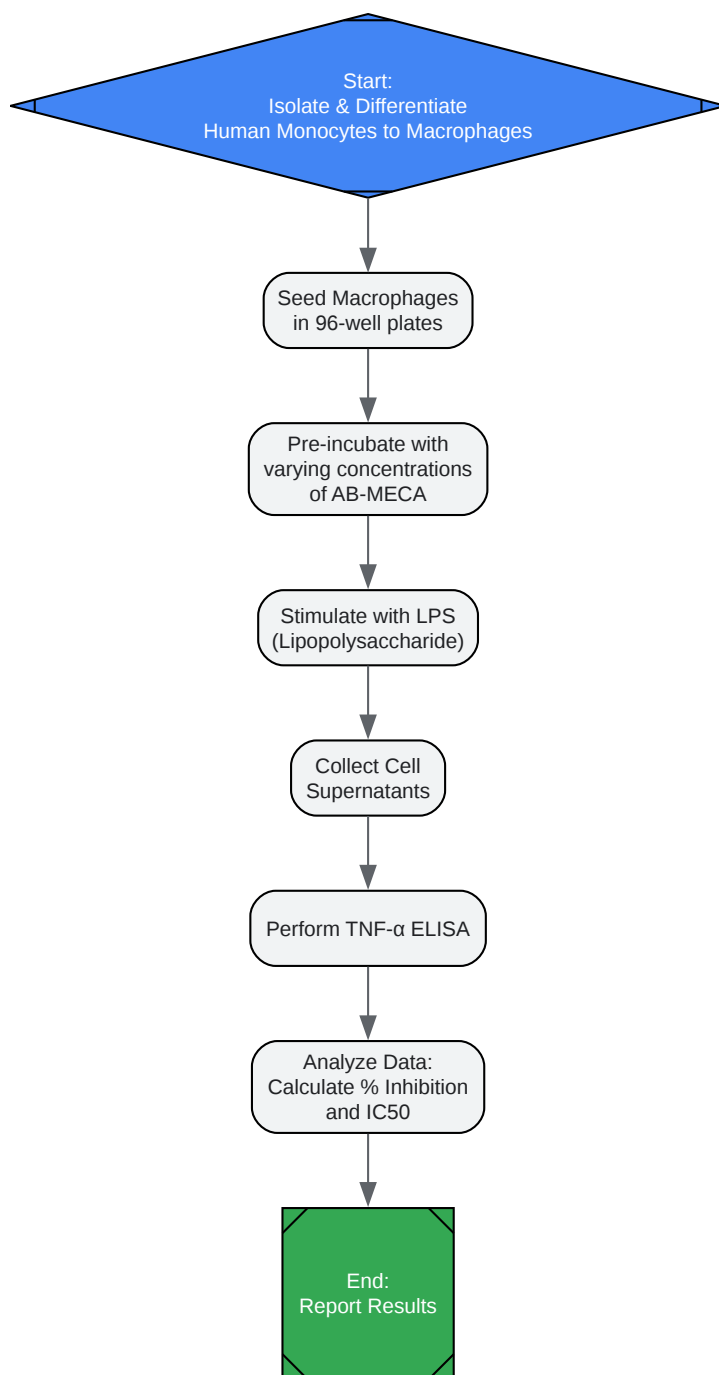 Start:
Isolate & Differentiate
Human Monocytes to Macrophages
Seed Macrophages
in 96-well plates
Pre-incubate with
varying concentrations
of AB-MECA
Stimulate with LPS
(Lipopolysaccharide)
Collect Cell
Supernatants
Perform TNF-α ELISA
Analyze Data:
Calculate % Inhibition
and IC50
End:
Report Results